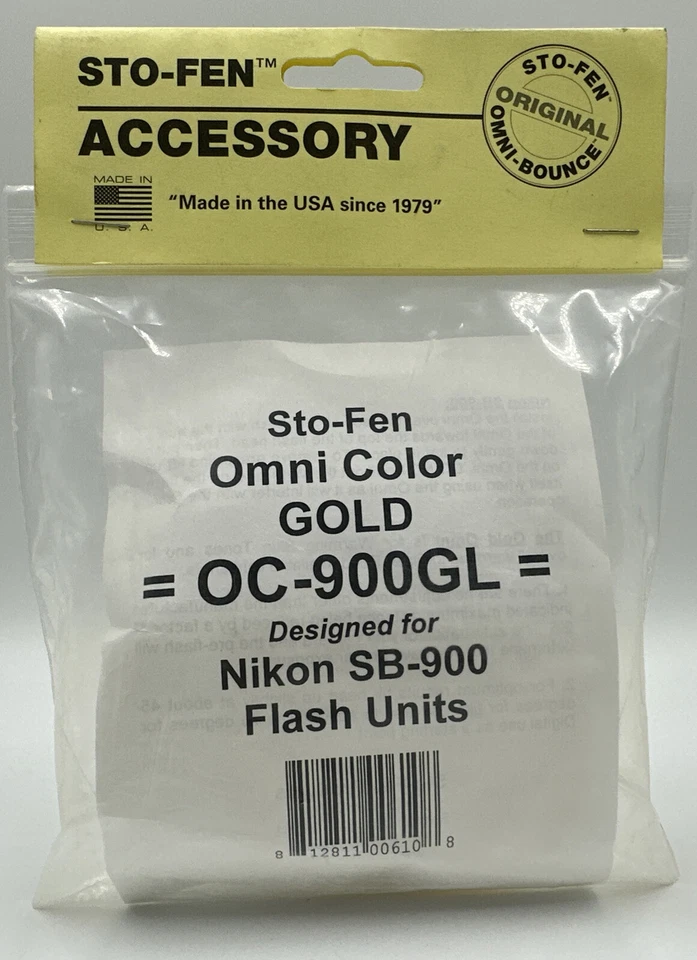 STO-FEN™
ACCESSORY
STO-FEN™
ORIGINAL
OMNI-BOUNCE
MADE IN
U. S. A.
“Made in the USA since 1979”
Sto-Fen
Omni Color
GOLD
= OC-900GL =
Designed for
Nikon SB-900
Flash Units
8 12811 00610 8